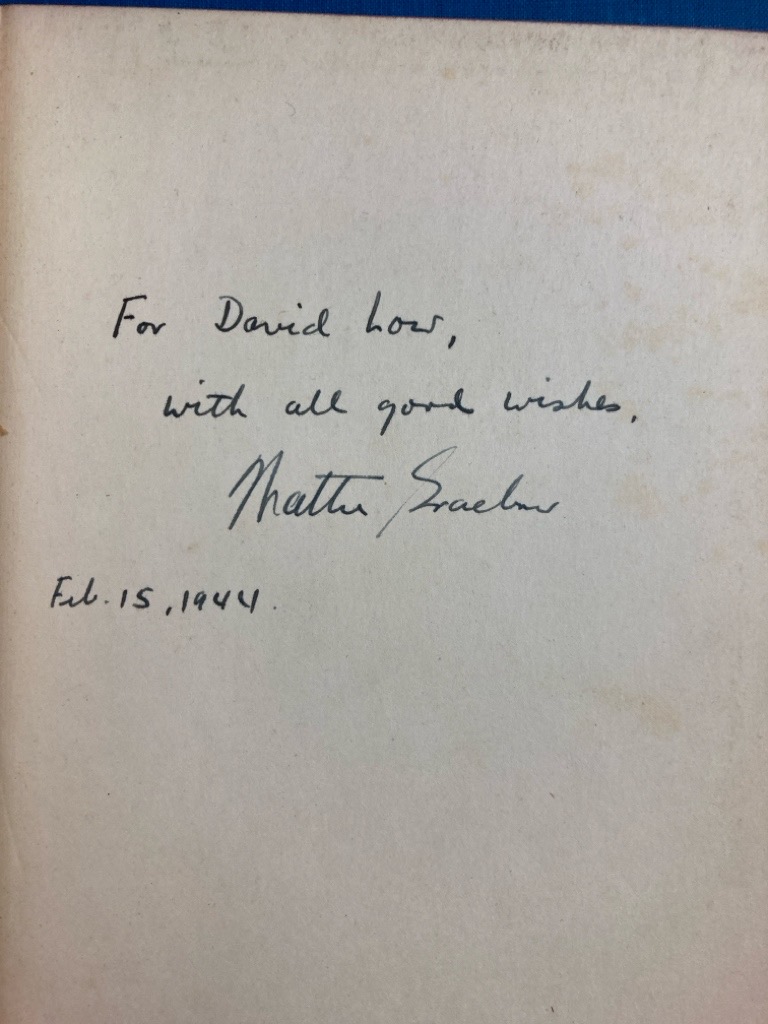 For David Low,
with all good wishes.
Feb. 15, 1944.